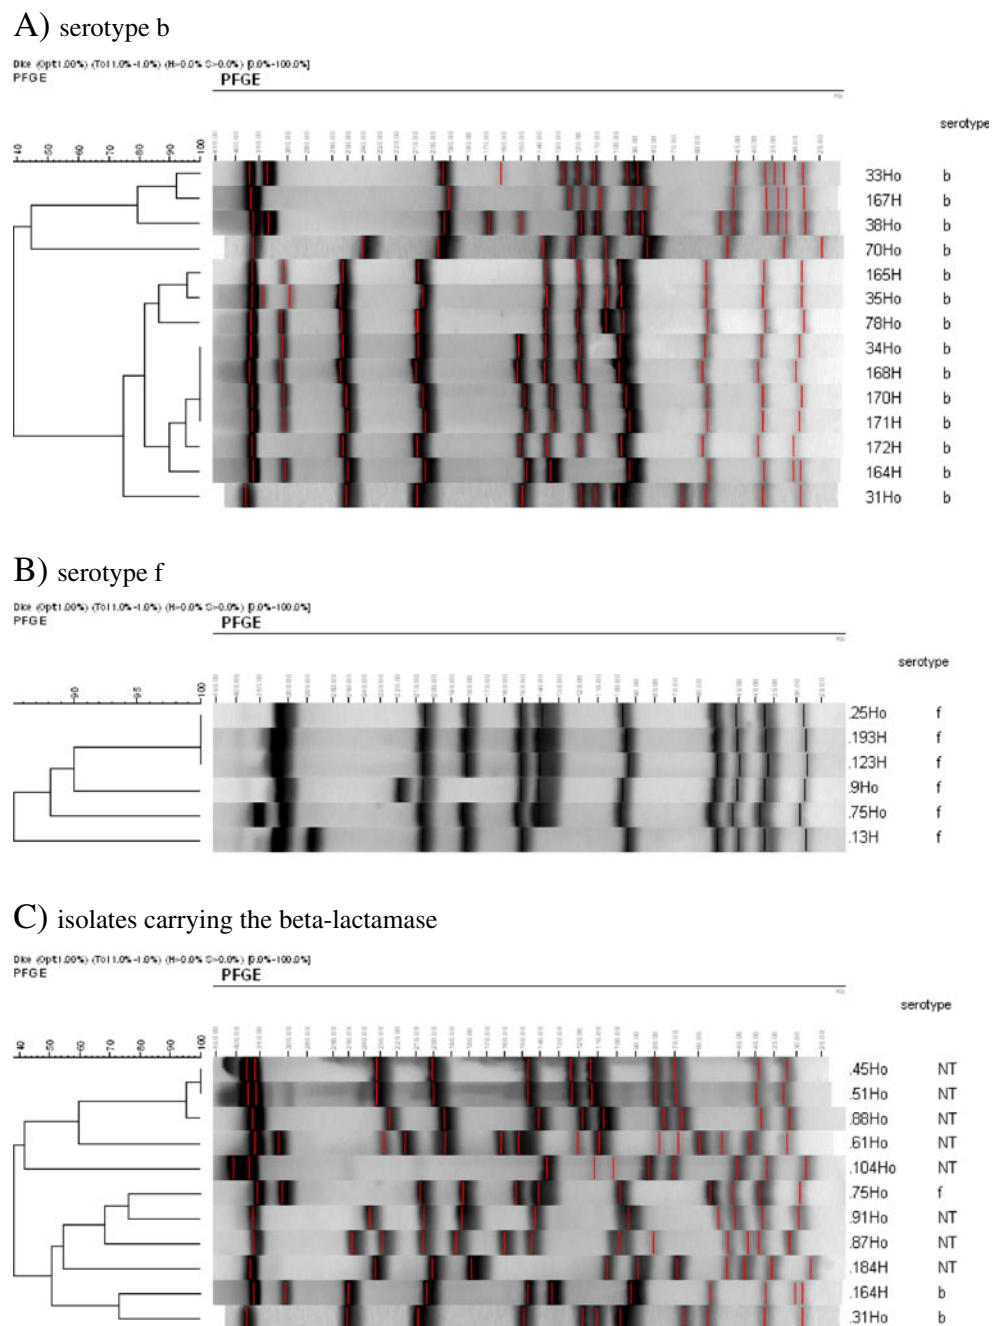 A) serotype b
Dice (Opt:1.00%) (Tol 1.0%-1.0%) (H>0.0% S>0.0%) [0.0%-100.0%]
PFGE PFGE
serotype
40 50 60 70 80 90 100
33Ho b
167H b
38Ho b
70Ho b
165H b
35Ho b
78Ho b
34Ho b
168H b
170H b
171H b
172H b
164H b
31Ho b
B) serotype f
Dice (Opt:1.00%) (Tol 1.0%-1.0%) (H>0.0% S>0.0%) [0.0%-100.0%]
PFGE PFGE
serotype
90 95 100
.25Ho f
.193H f
.123H f
.9Ho f
.75Ho f
.13H f
C) isolates carrying the beta-lactamase
Dice (Opt:1.00%) (Tol 1.0%-1.0%) (H>0.0% S>0.0%) [0.0%-100.0%]
PFGE PFGE
serotype
40 50 60 70 80 90 100
.45Ho NT
.51Ho NT
.88Ho NT
.61Ho NT
.104Ho NT
.75Ho f
.91Ho NT
.87Ho NT
.184H NT
.164H b
.31Ho b